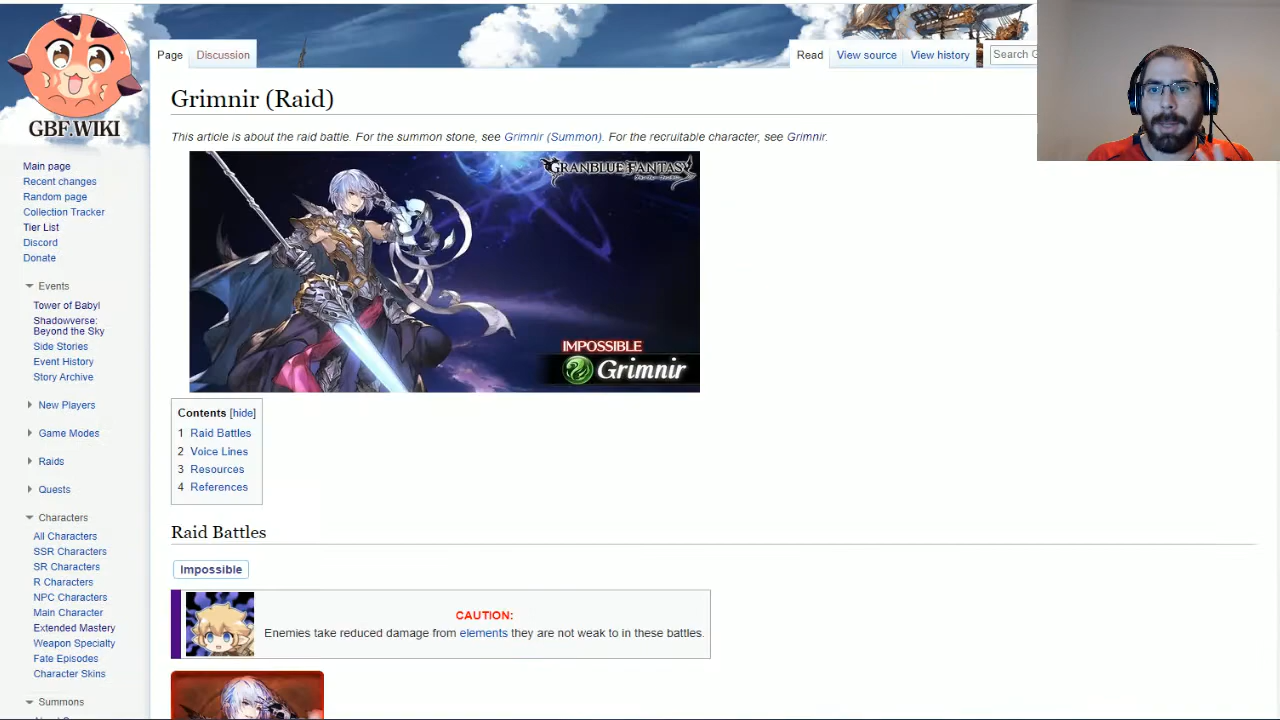 GBF.WIKI
Page
Discussion
Read
View source
View history
Search G
Grimnir (Raid)
This article is about the raid battle. For the summon stone, see Grimnir (Summon). For the recruitable character, see Grimnir.
GRANBLUE FANTASY
IMPOSSIBLE
Grimnir
Main page
Recent changes
Random page
Collection Tracker
Tier List
Discord
Donate
Events
Tower of Babyl
Shadowverse:
Beyond the Sky
Side Stories
Event History
Story Archive
New Players
Game Modes
Raids
Quests
Characters
All Characters
SSR Characters
SR Characters
R Characters
NPC Characters
Main Character
Extended Mastery
Weapon Specialty
Fate Episodes
Character Skins
Summons
Contents [hide]
1 Raid Battles
2 Voice Lines
3 Resources
4 References
Raid Battles
Impossible
CAUTION:
Enemies take reduced damage from elements they are not weak to in these battles.